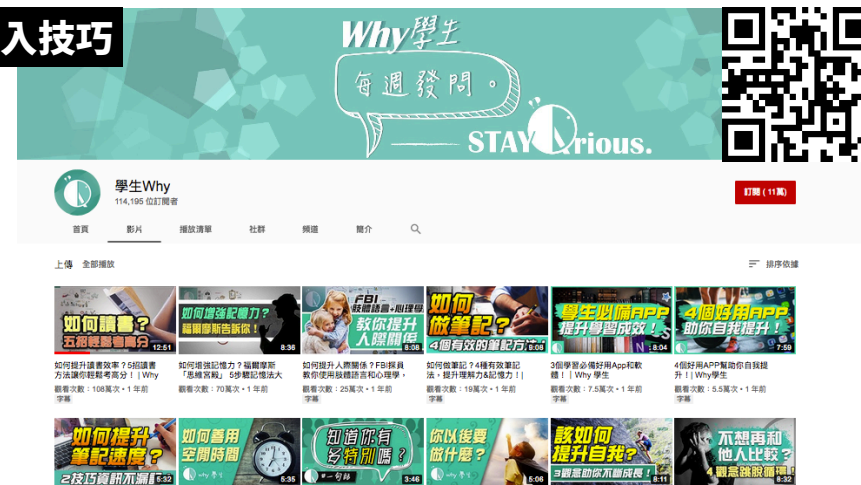 入技巧
Why學生
每週發問。
STAY Qrious.
學生Why
114,195 位訂閱者
訂閱 (11萬)
首頁 影片 播放清單 社群 頻道 簡介
上傳 全部播放
排序依據
如何讀書?
五招輕鬆考高分
12:51
如何增強記憶力?
福爾摩斯告訴你!
8:36
FBI
肢體語言+心理學
教你提升
人際關係
8:08
如何
做筆記?
4個有效的筆記方法!
9:08
學生必備APP
提升學習成效!
8:04
4個好用APP
助你自我提升!
7:59
如何提升讀書效率?5招讀書
方法讓你輕鬆考高分! | Why
觀看次數:108萬次・1 年前
字幕
如何增強記憶力?福爾摩斯
「思維宮殿」 5步驟記憶法大
觀看次數:70萬次・1 年前
如何提升人際關係?FBI探員
教你使用肢體語言和心理學,
觀看次數:25萬次・1 年前
字幕
如何做筆記?4種有效筆記
法,提升理解力&記憶力!|
觀看次數:19萬次・1 年前
字幕
3個學習必備好用App和軟
體! | Why 學生
觀看次數:7.5萬次・1 年前
字幕
4個好用APP幫助你自我提
升! | Why學生
觀看次數:5.5萬次・1 年前
字幕
如何提升
筆記速度?
2技巧資訊不漏
5:32
如何善用
空閒時間
why學生
5:35
知道你有
多特別嗎?
#一句話
3:46
你以後要
做什麼?
5:06
該如何
提升自我?
3觀念助你不斷成長!
8:11
不想再和
他人比較?
4觀念跳脫循環!
8:32